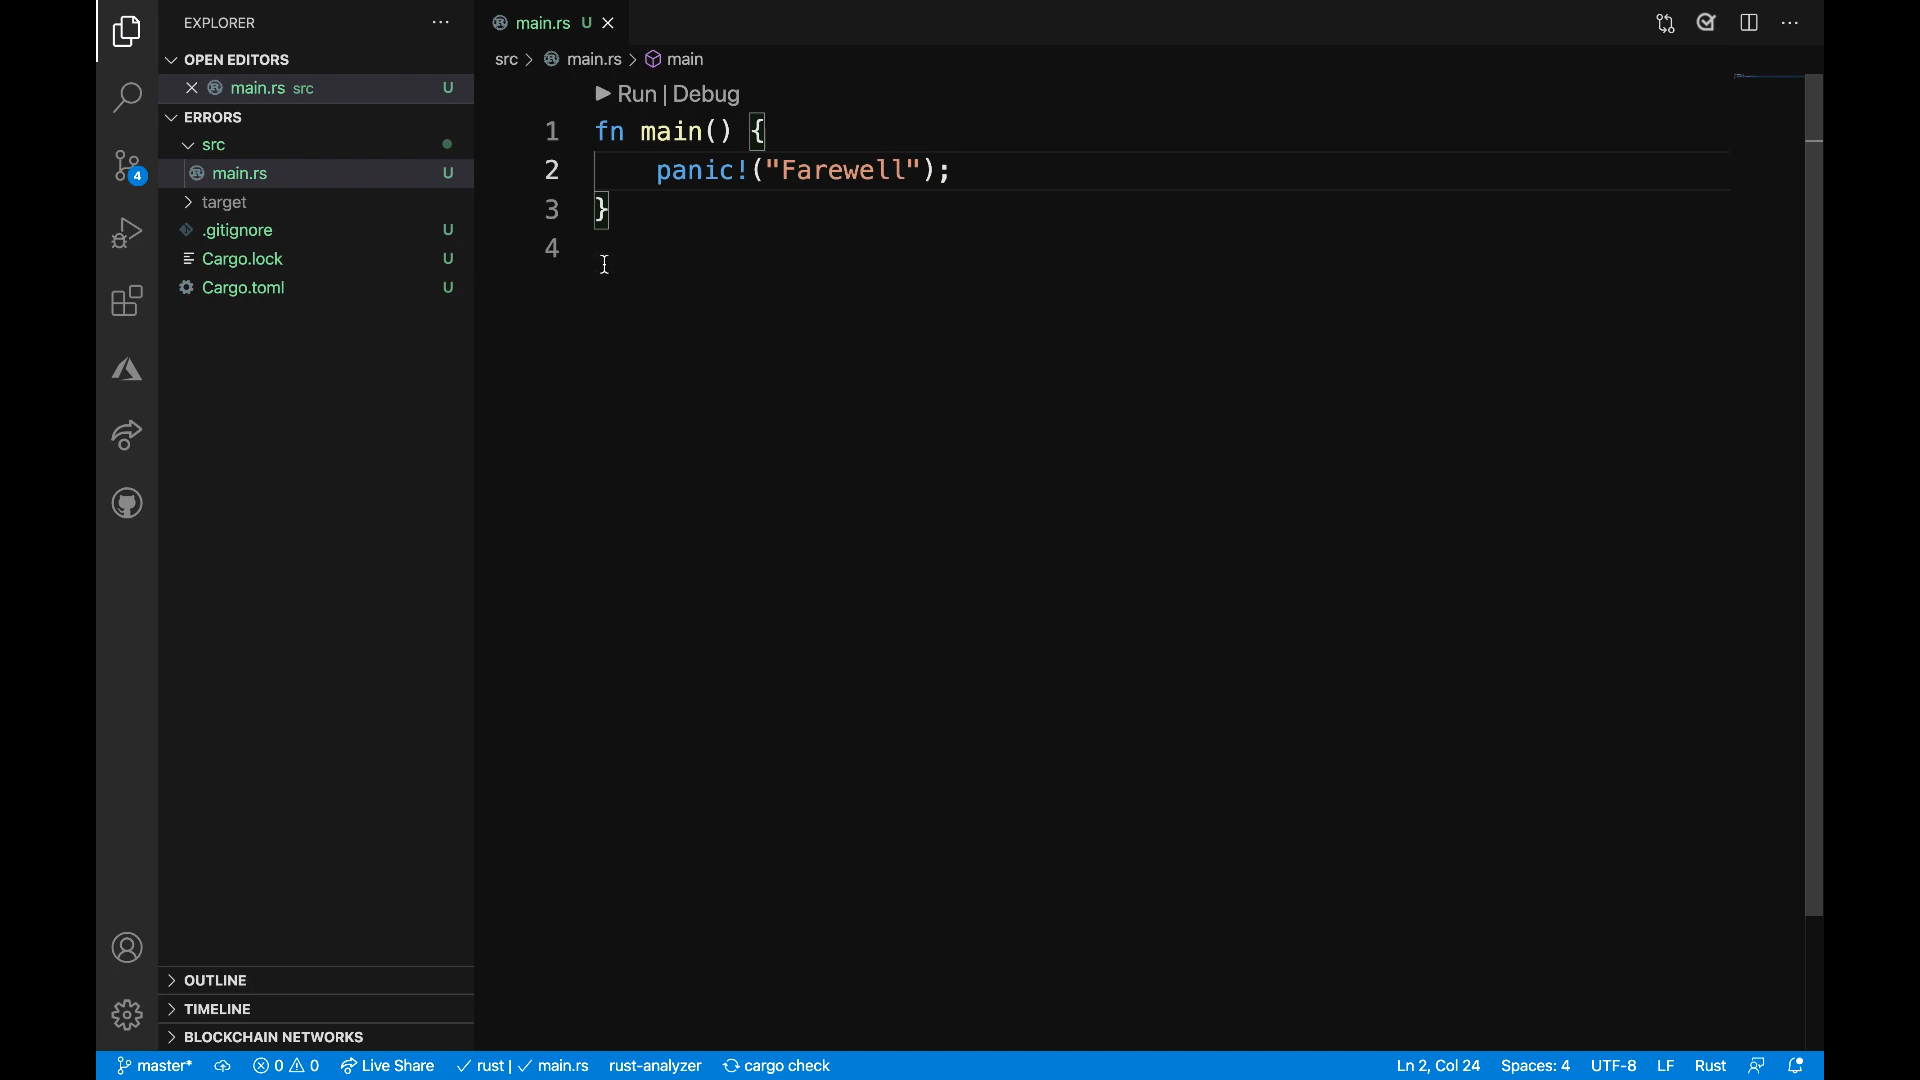 EXPLORER
OPEN EDITORS
main.rs src U
ERRORS
src
main.rs U
target
.gitignore U
Cargo.lock U
Cargo.toml U
4
OUTLINE
TIMELINE
BLOCKCHAIN NETWORKS
main.rs U
src > main.rs > main
Run | Debug
1 fn main() {
2 panic!("Farewell");
3 }
4
master* 0 0 Live Share rust | main.rs rust-analyzer cargo check Ln 2, Col 24 Spaces: 4 UTF-8 LF Rust